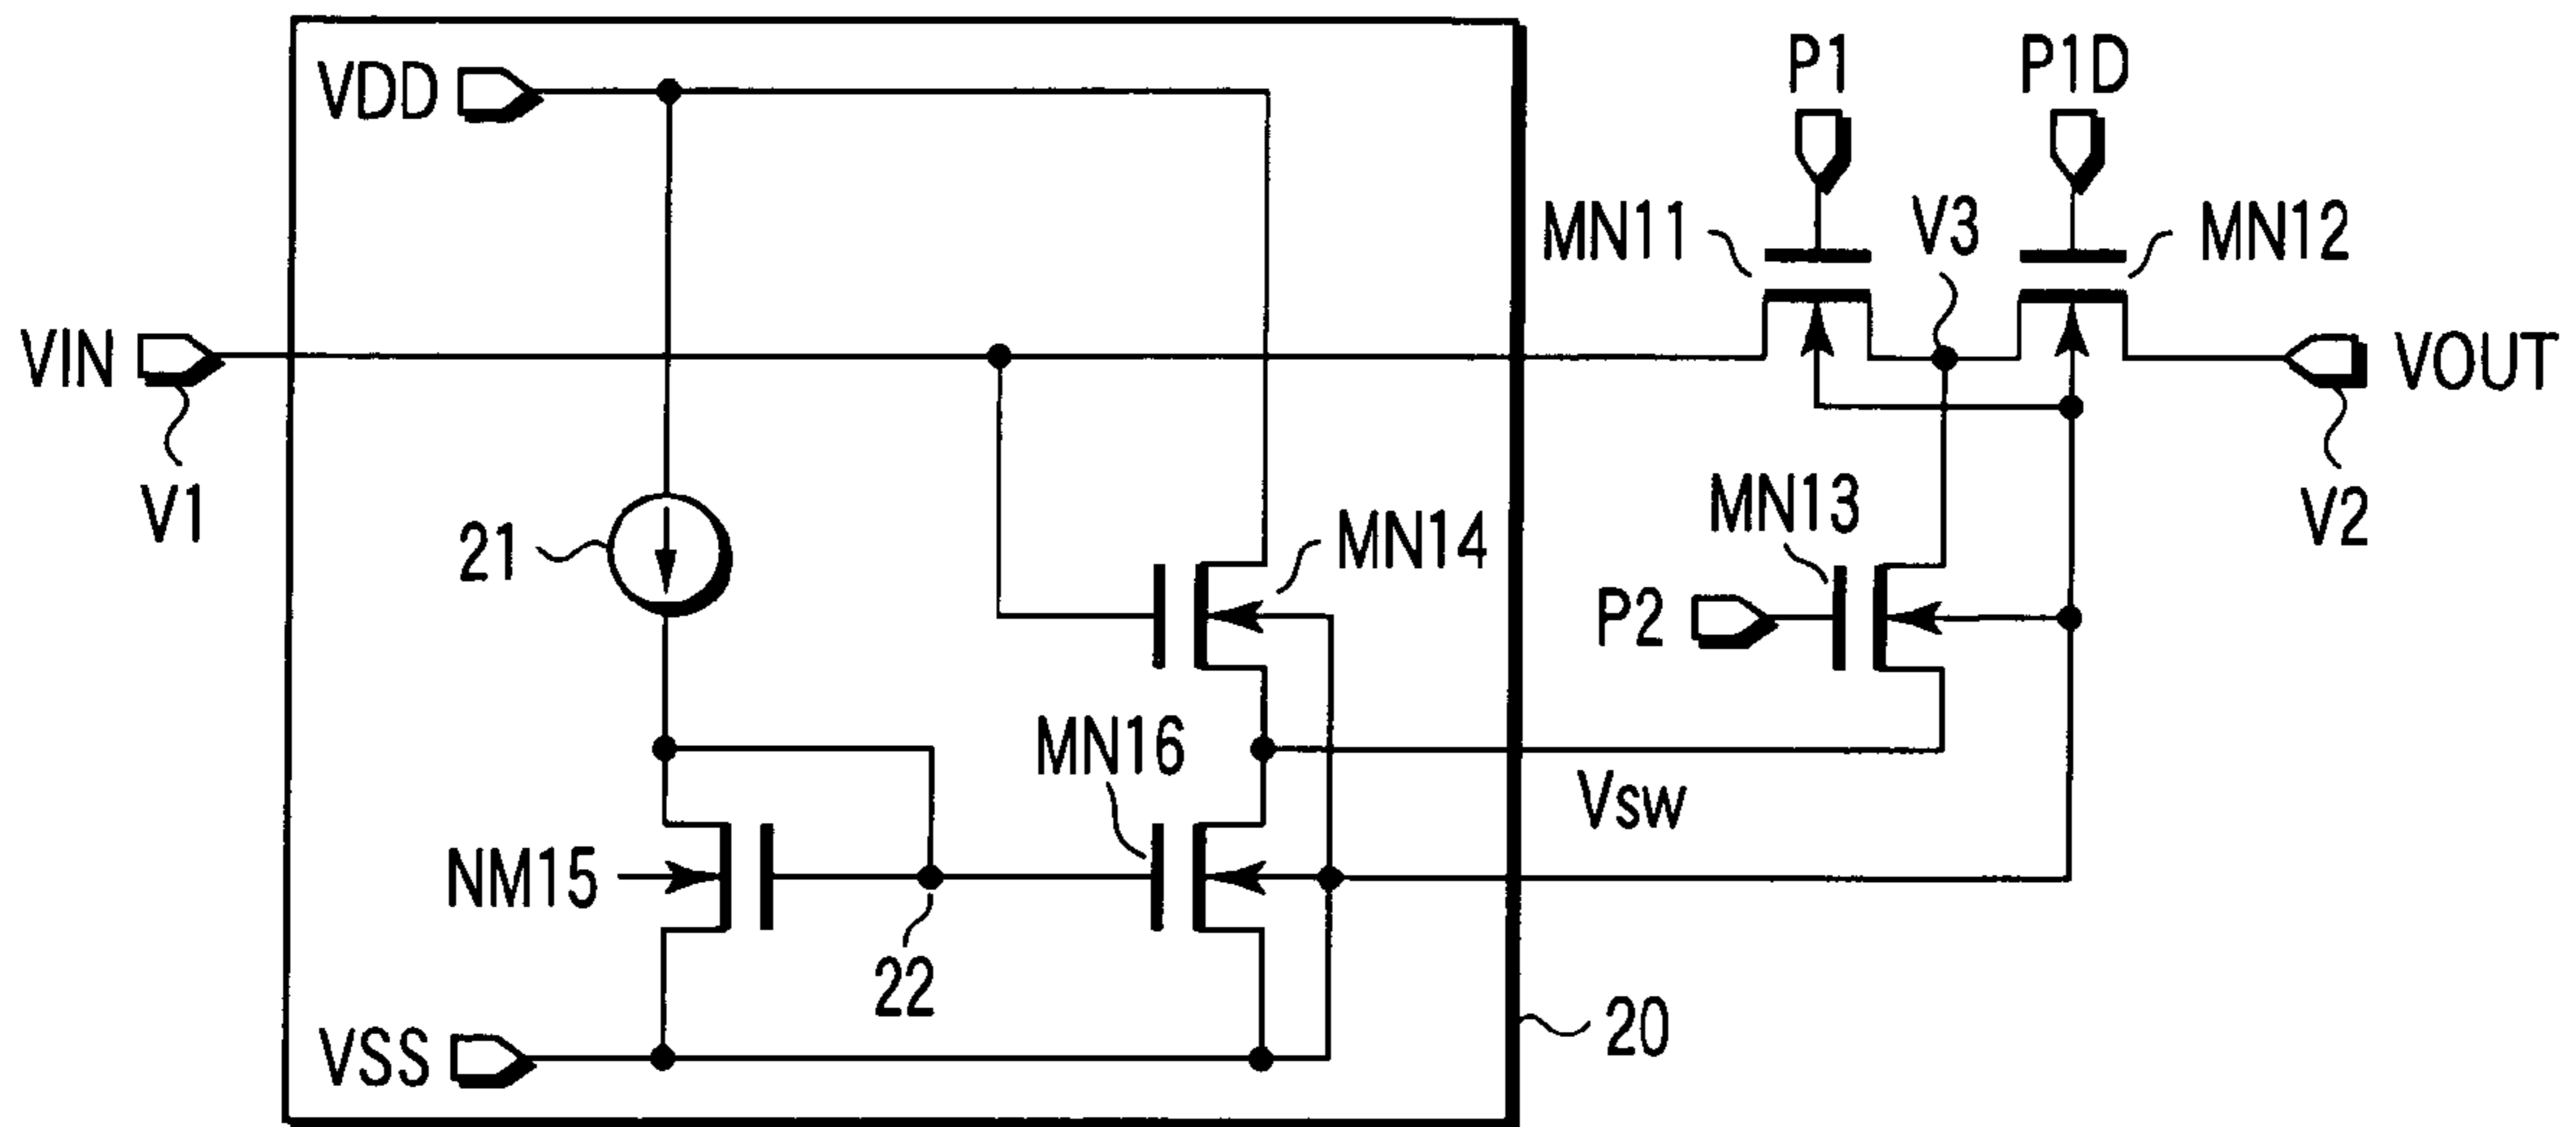 VDD
P1
P1D
MN11
V3
MN12
VIN
VOUT
V1
21
MN14
MN13
V2
P2
MN16
Vsw
NM15
22
20
VSS